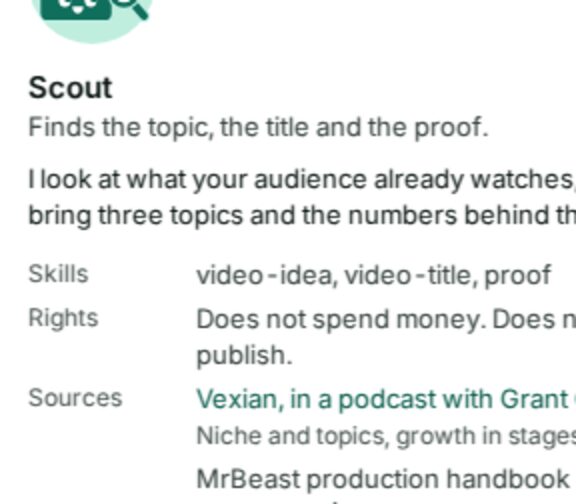 Scout
Finds the topic, the title and the proof.
I look at what your audience already watches,
bring three topics and the numbers behind th
Skills
video-idea, video-title, proof
Rights
Does not spend money. Does n
publish.
Sources
Vexian, in a podcast with Grant
Niche and topics, growth in stages
MrBeast production handbook